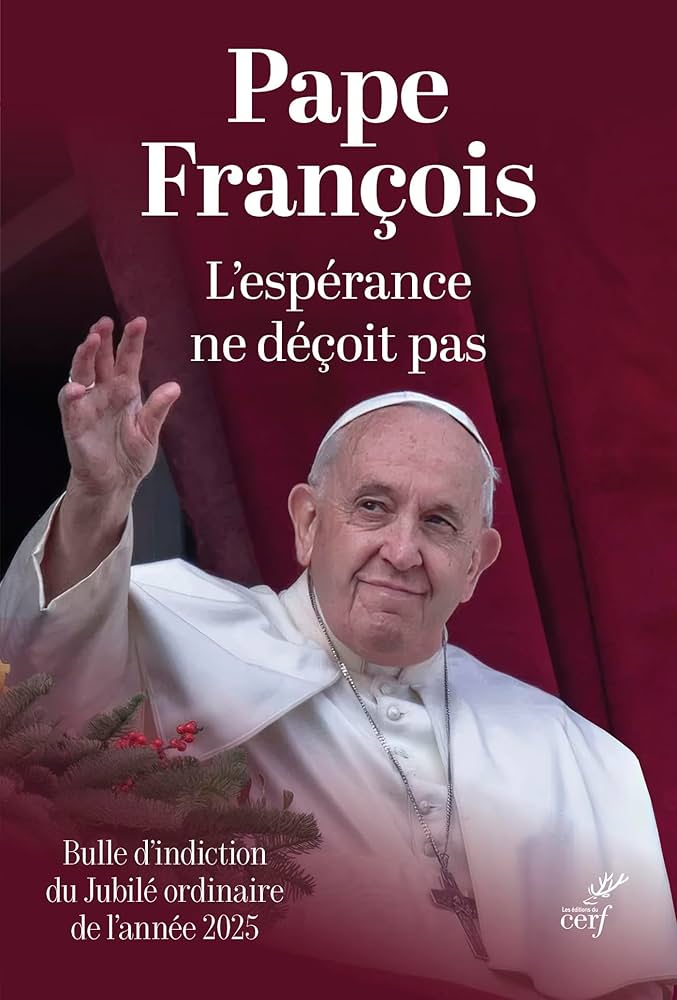 Pape
François
L'espérance
ne déçoit pas
Bulle d'indiction
du Jubilé ordinaire
de l'année 2025
Les éditions du
cerf